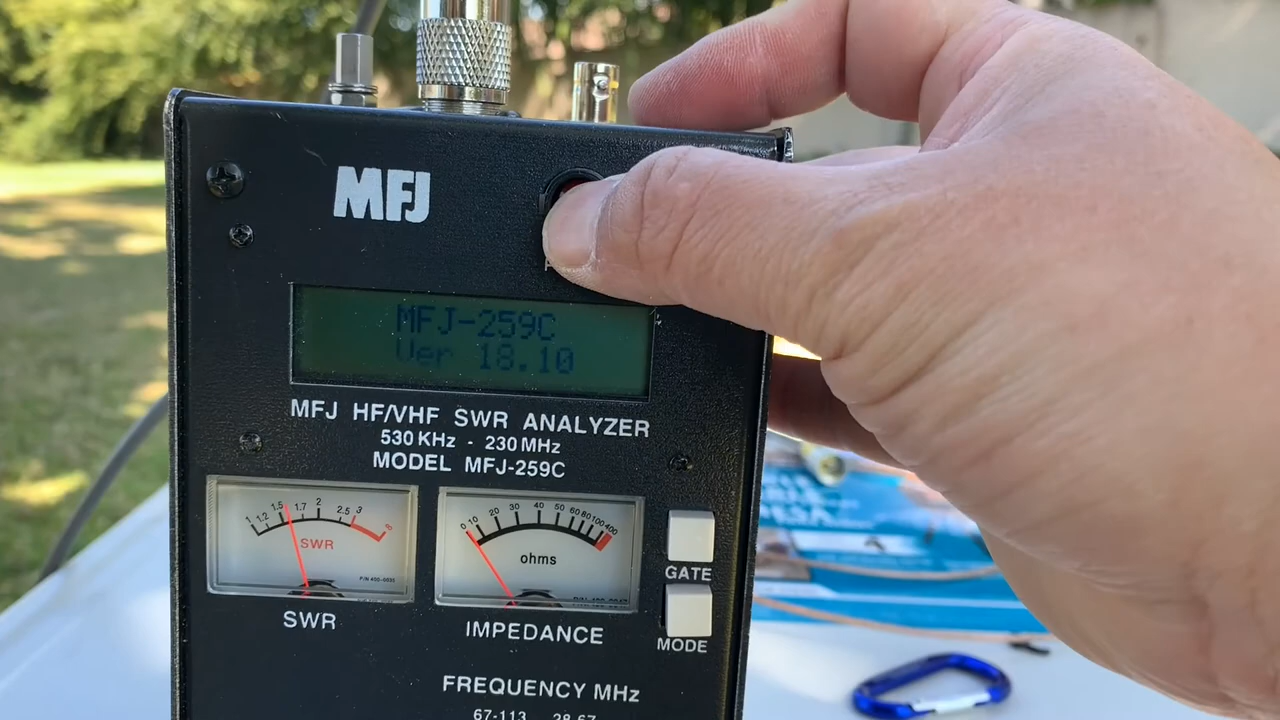 MFJ
MFJ-259C
Ver 18.10
MFJ HF/VHF SWR ANALYZER
530 KHz - 230 MHz
MODEL MFJ-259C
1 1.2 1.5 1.7 2 2.5 3
SWR
SWR
0 10 20 30 40 50 60 80 100 400
ohms
IMPEDANCE
GATE
MODE
FREQUENCY MHz
67-113 28-67